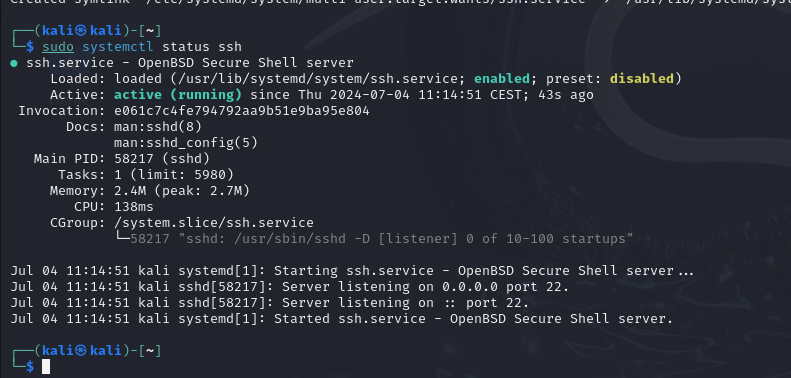 Created symlink '/etc/systemd/system/multi-user.target.wants/ssh.service' → '/usr/lib/systemd/syst
┌──(kali㉿kali)-[~]
└─$ sudo systemctl status ssh
● ssh.service - OpenBSD Secure Shell server
Loaded: loaded (/usr/lib/systemd/system/ssh.service; enabled; preset: disabled)
Active: active (running) since Thu 2024-07-04 11:14:51 CEST; 43s ago
Invocation: e061c7c4fe794792aa9b51e9ba95e804
Docs: man:sshd(8)
man:sshd_config(5)
Main PID: 58217 (sshd)
Tasks: 1 (limit: 5980)
Memory: 2.4M (peak: 2.7M)
CPU: 138ms
CGroup: /system.slice/ssh.service
└─58217 "sshd: /usr/sbin/sshd -D [listener] 0 of 10-100 startups"
Jul 04 11:14:51 kali systemd[1]: Starting ssh.service - OpenBSD Secure Shell server...
Jul 04 11:14:51 kali sshd[58217]: Server listening on 0.0.0.0 port 22.
Jul 04 11:14:51 kali sshd[58217]: Server listening on :: port 22.
Jul 04 11:14:51 kali systemd[1]: Started ssh.service - OpenBSD Secure Shell server.
┌──(kali㉿kali)-[~]
└─$